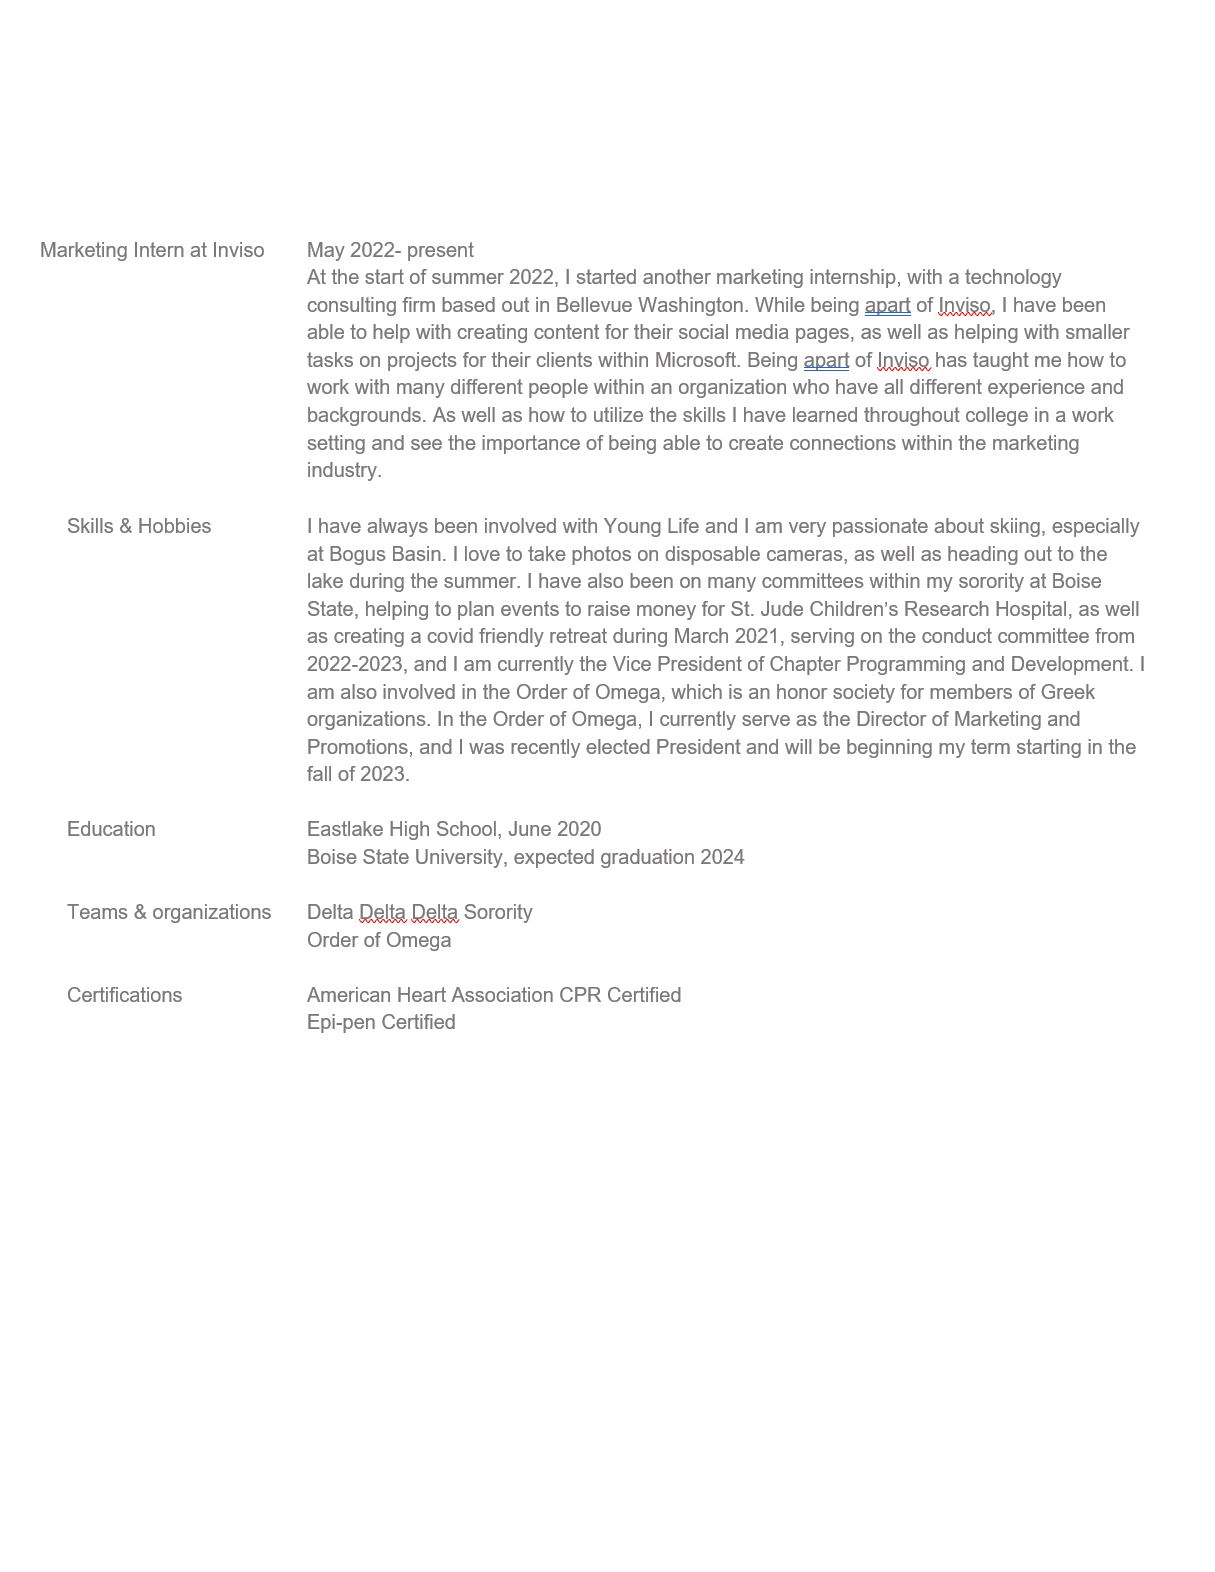 Marketing Intern at Inviso May 2022- present
At the start of summer 2022, I started another marketing internship, with a technology
consulting firm based out in Bellevue Washington. While being apart of Inviso, I have been
able to help with creating content for their social media pages, as well as helping with smaller
tasks on projects for their clients within Microsoft. Being apart of Inviso has taught me how to
work with many different people within an organization who have all different experience and
backgrounds. As well as how to utilize the skills I have learned throughout college in a work
setting and see the importance of being able to create connections within the marketing
industry.
Skills & Hobbies I have always been involved with Young Life and I am very passionate about skiing, especially
at Bogus Basin. I love to take photos on disposable cameras, as well as heading out to the
lake during the summer. I have also been on many committees within my sorority at Boise
State, helping to plan events to raise money for St. Jude Children’s Research Hospital, as well
as creating a covid friendly retreat during March 2021, serving on the conduct committee from
2022-2023, and I am currently the Vice President of Chapter Programming and Development. I
am also involved in the Order of Omega, which is an honor society for members of Greek
organizations. In the Order of Omega, I currently serve as the Director of Marketing and
Promotions, and I was recently elected President and will be beginning my term starting in the
fall of 2023.
Education Eastlake High School, June 2020
Boise State University, expected graduation 2024
Teams & organizations Delta Delta Delta Sorority
Order of Omega
Certifications American Heart Association CPR Certified
Epi-pen Certified